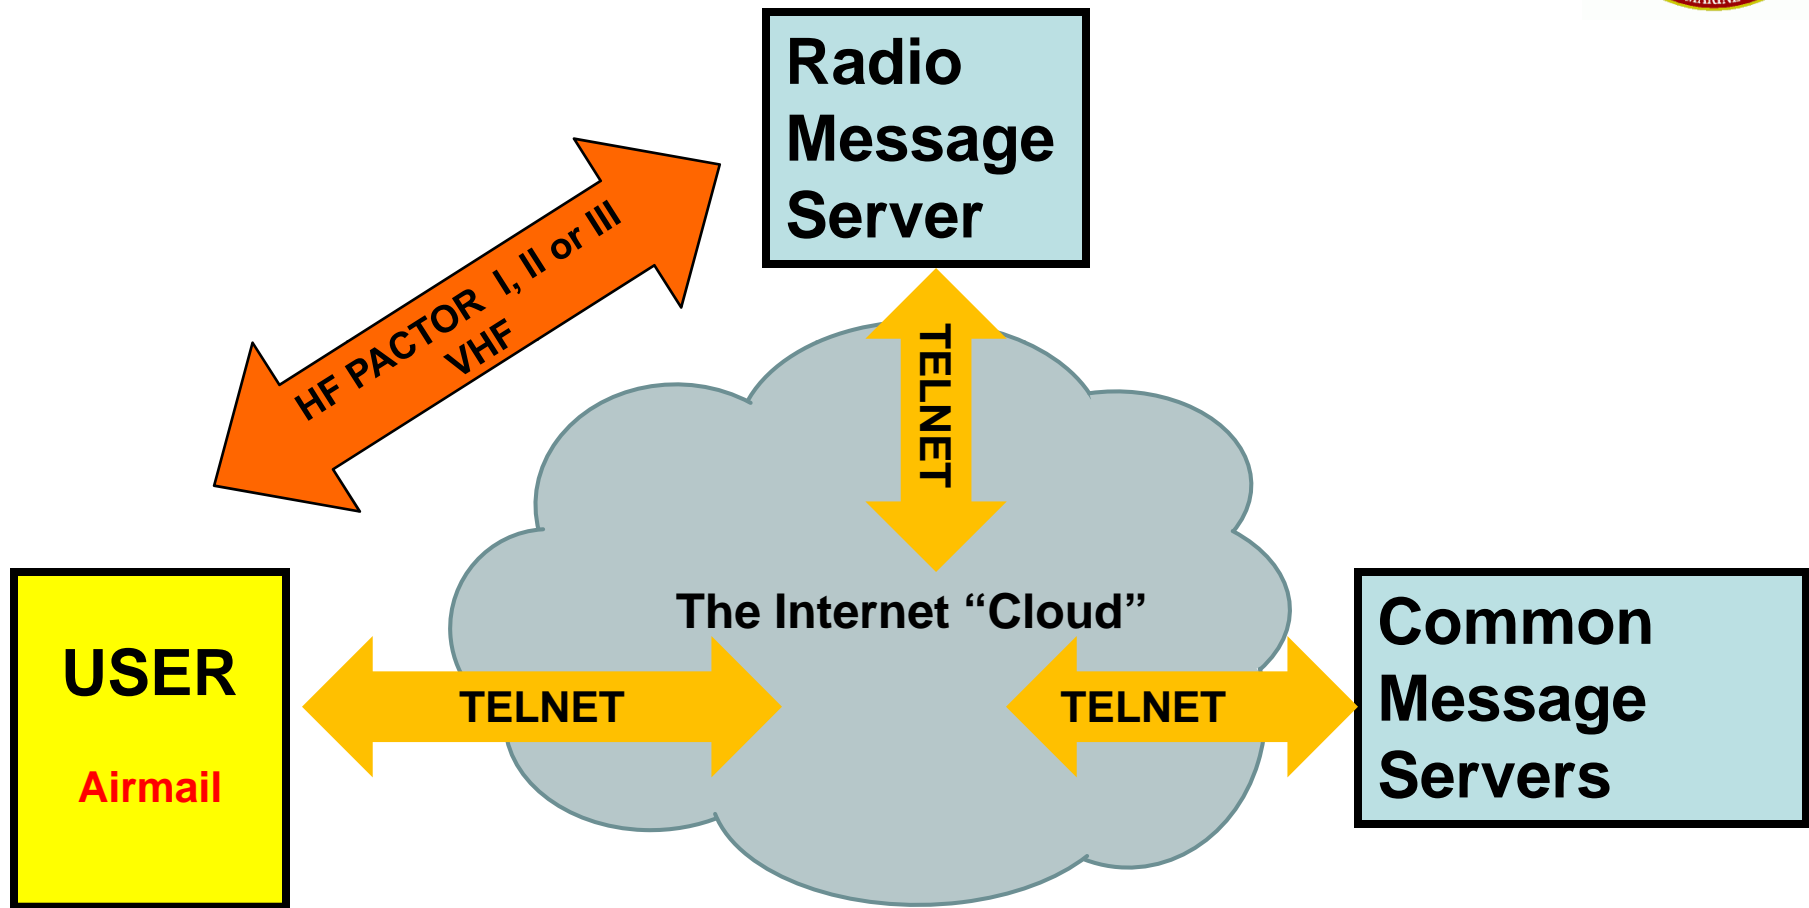 MARINE
Radio
Message
Server
HF PACTOR I, II or III
VHF
TELNET
The Internet “Cloud”
USER
Airmail
TELNET
TELNET
Common
Message
Servers